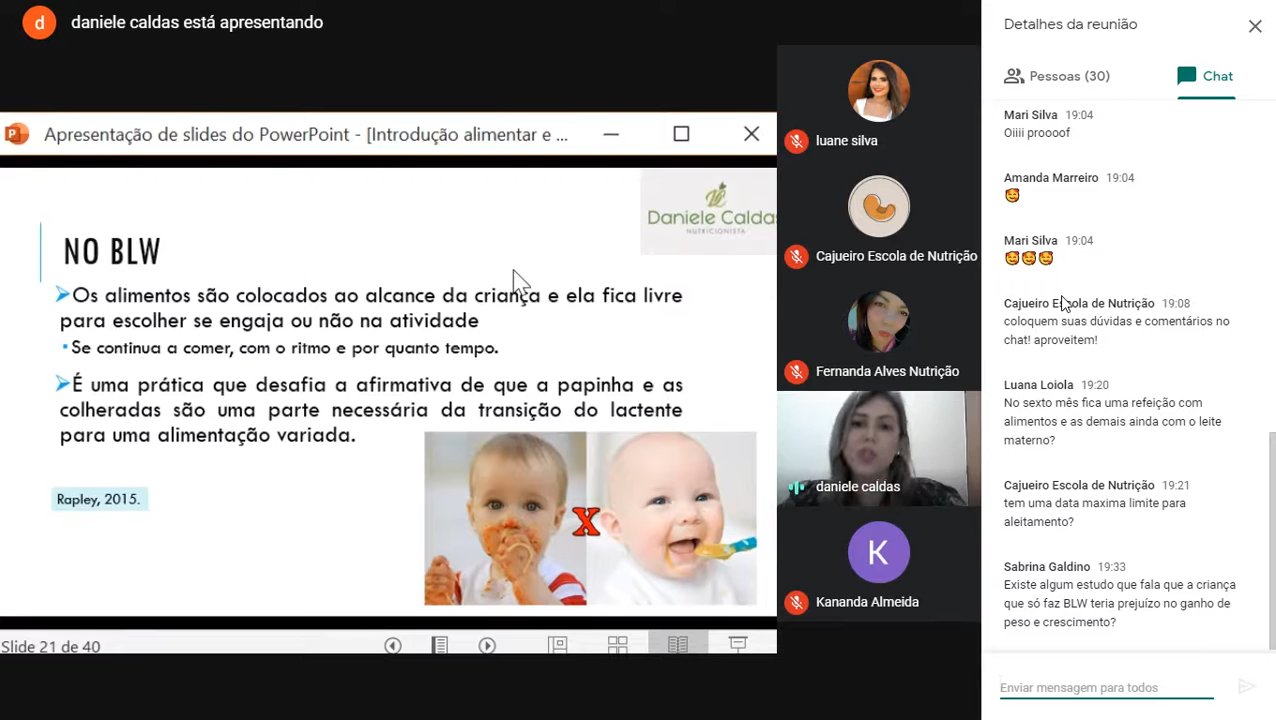 d
daniele caldas está apresentando
Apresentação de slides do PowerPoint - [Introdução alimentar e ...
Daniele Caldas
NUTRICIONISTA
NO BLW
➢Os alimentos são colocados ao alcance da criança e ela fica livre
para escolher se engaja ou não na atividade
▪Se continua a comer, com o ritmo e por quanto tempo.
➢É uma prática que desafia a afirmativa de que a papinha e as
colheradas são uma parte necessária da transição do lactente
para uma alimentação variada.
X
Rapley, 2015.
Slide 21 de 40
luane silva
Cajueiro Escola de Nutrição
Fernanda Alves Nutrição
daniele caldas
K
Kananda Almeida
Detalhes da reunião
Pessoas (30)
Chat
Mari Silva 19:04
Oiiii proooof
Amanda Marreiro 19:04
🥰
Mari Silva 19:04
🥰🥰🥰
Cajueiro Escola de Nutrição 19:08
coloquem suas dúvidas e comentários no
chat! aproveitem!
Luana Loiola 19:20
No sexto mês fica uma refeição com
alimentos e as demais ainda com o leite
materno?
Cajueiro Escola de Nutrição 19:21
tem uma data maxima limite para
aleitamento?
Sabrina Galdino 19:33
Existe algum estudo que fala que a criança
que só faz BLW teria prejuízo no ganho de
peso e crescimento?
Enviar mensagem para todos